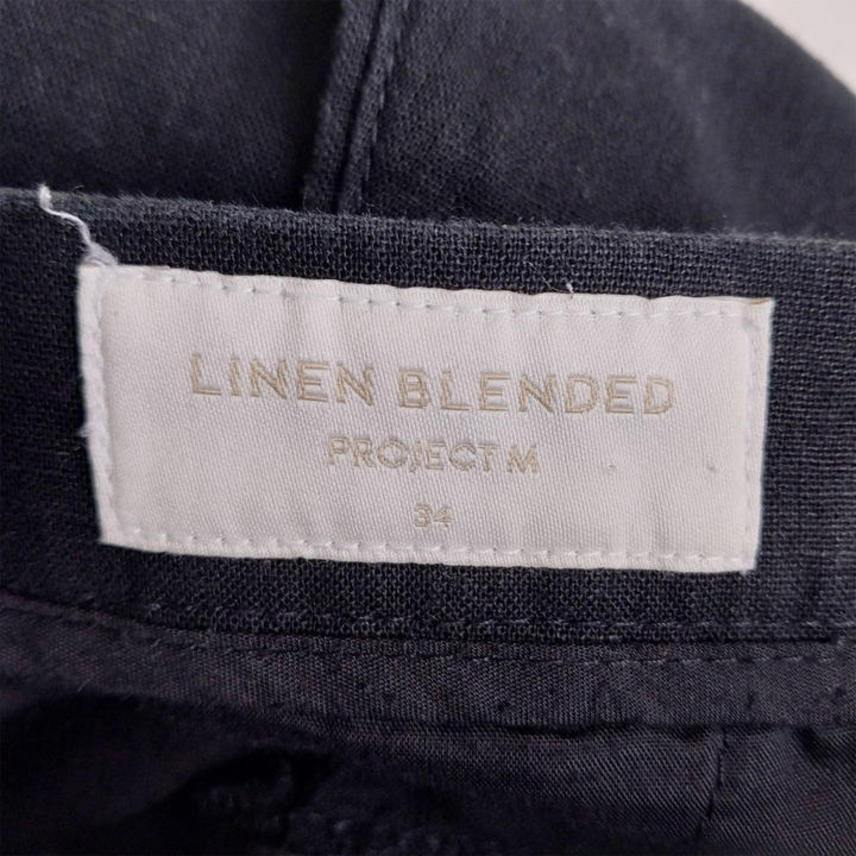 LINEN BLENDED
PROJECT M
34